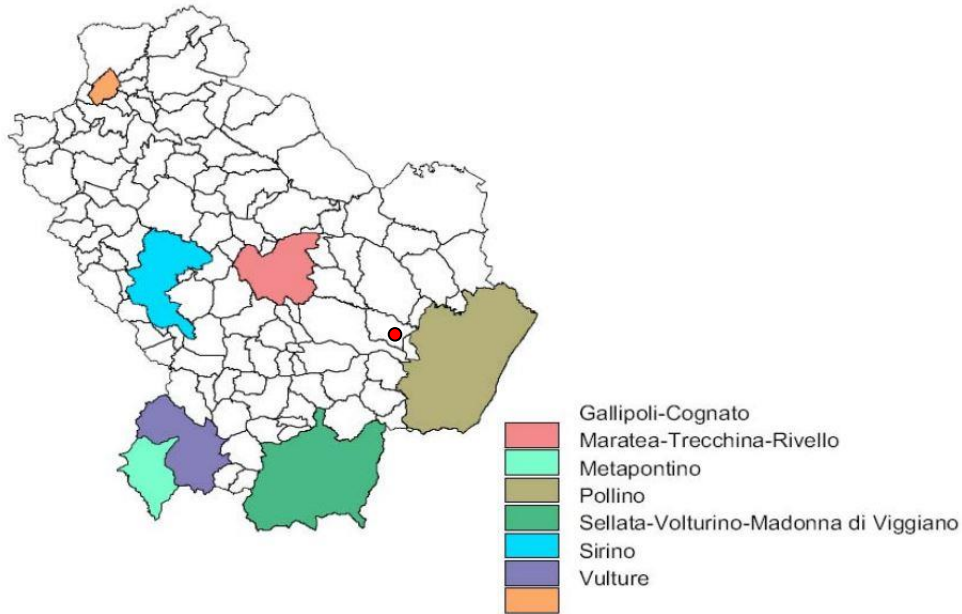 Gallipoli-Cognato
Maratea-Trecchina-Rivello
Metapontino
Pollino
Sellata-Volturino-Madonna di Viggiano
Sirino
Vulture